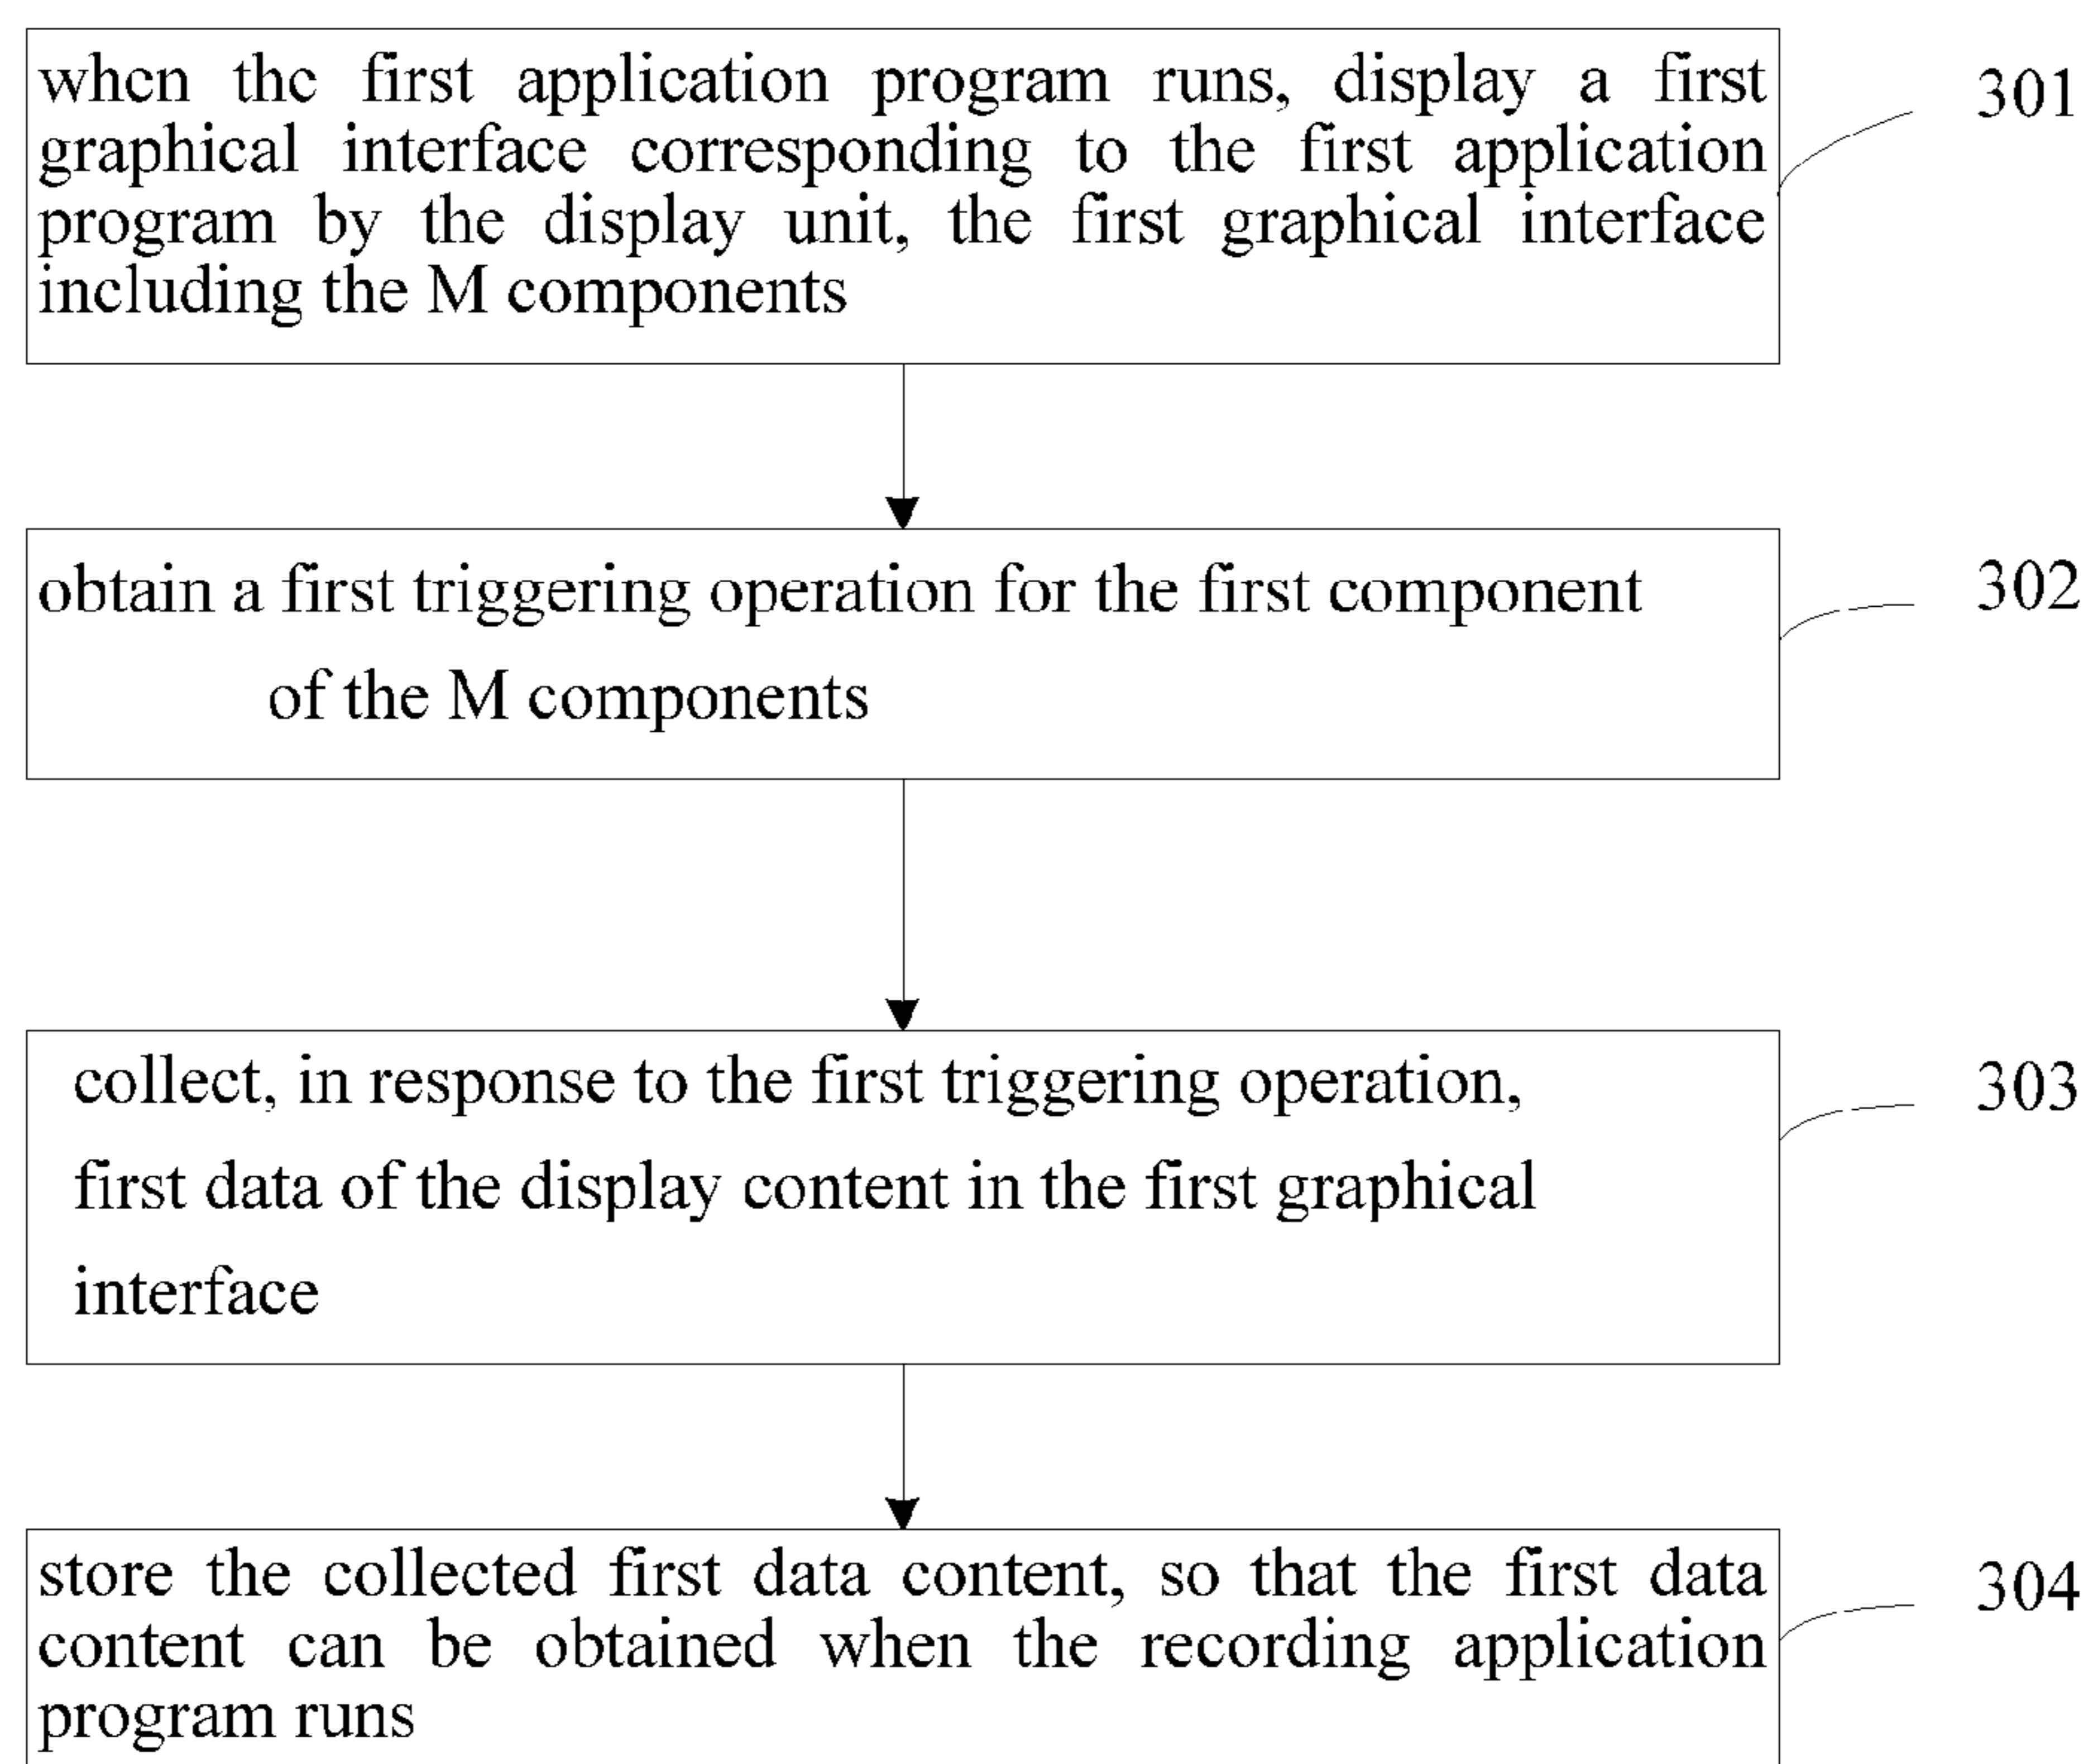 when the first application program runs, display a first
graphical interface corresponding to the first application
program by the display unit, the first graphical interface
including the M components
301
obtain a first triggering operation for the first component
of the M components
302
collect, in response to the first triggering operation,
first data of the display content in the first graphical
interface
303
store the collected first data content, so that the first data
content can be obtained when the recording application
program runs
304